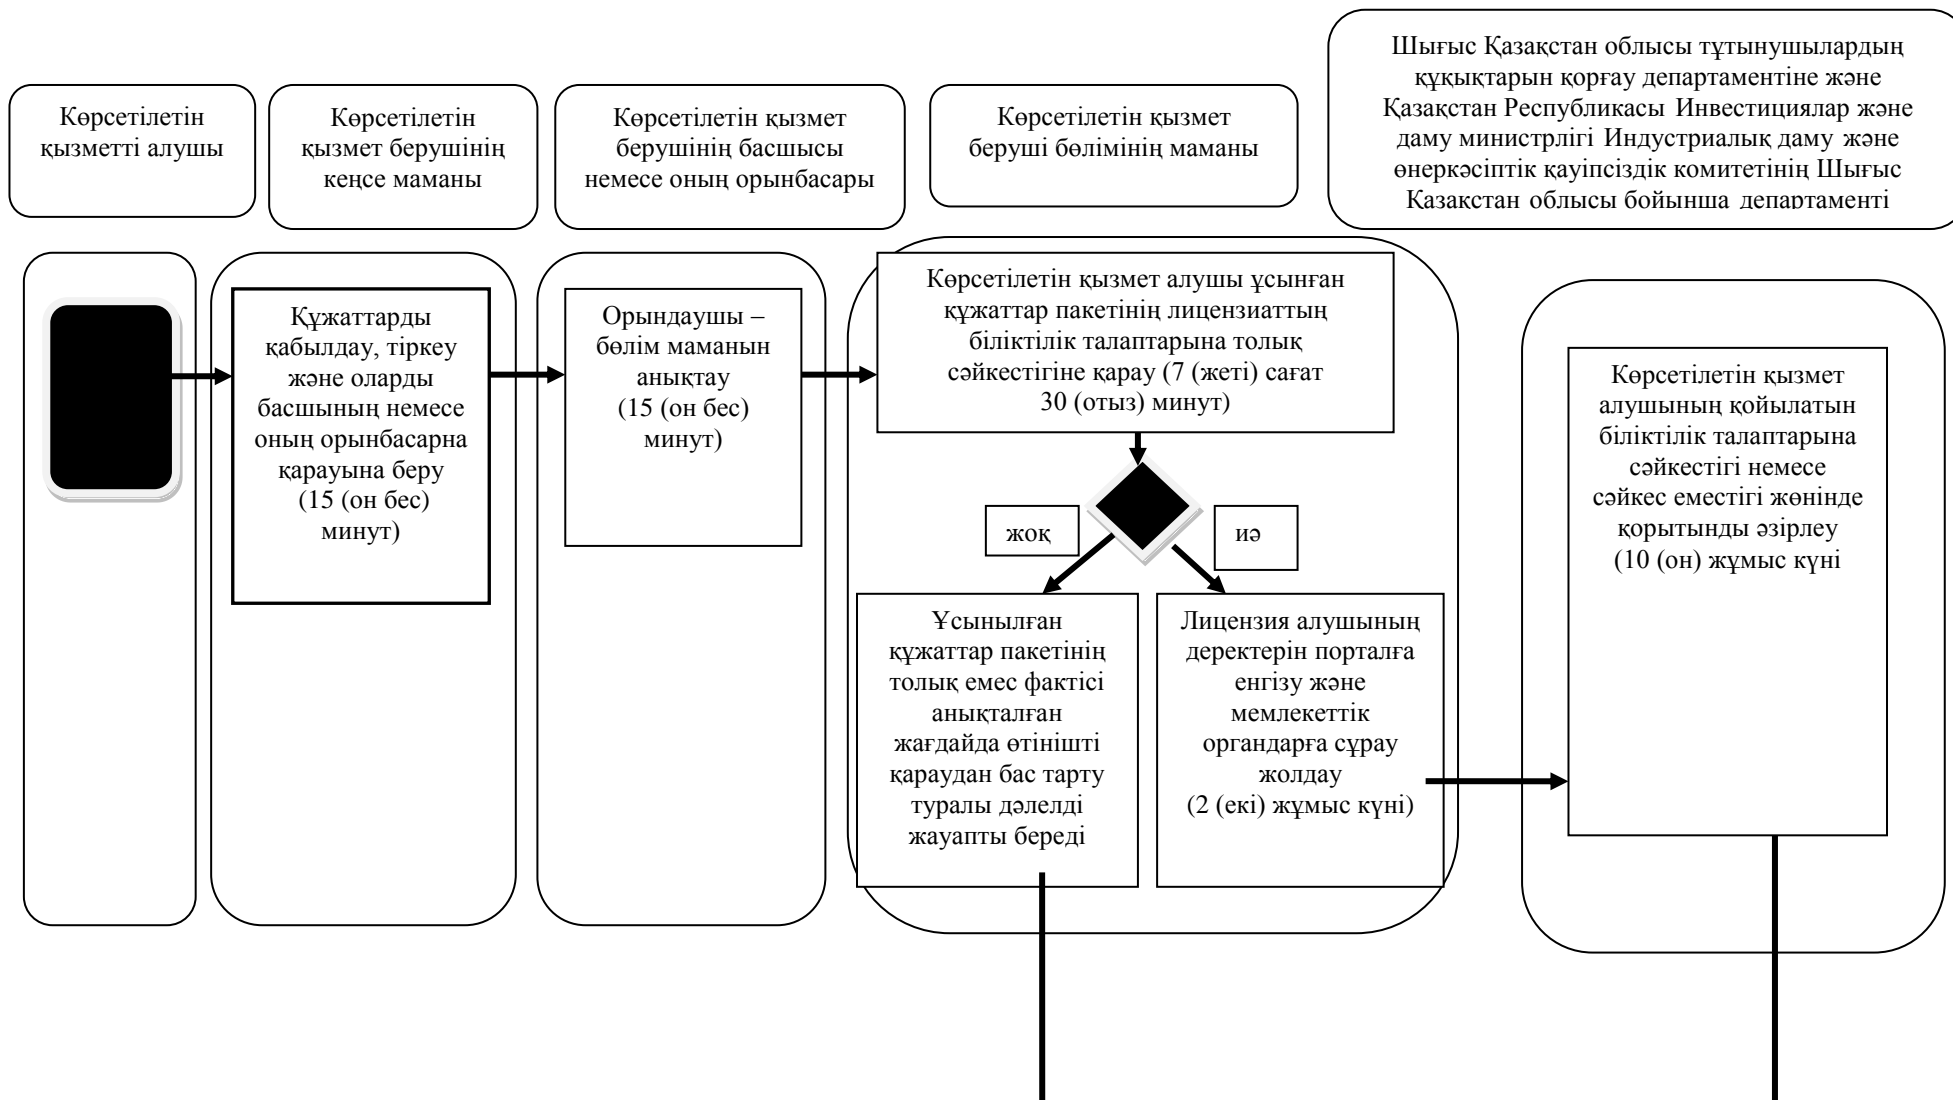 Көрсетілетін
қызметті алушы
Көрсетілетін
қызмет берушінің
кеңсе маманы
Көрсетілетін қызмет
берушінің басшысы
немесе оның орынбасары
Көрсетілетін қызмет
беруші бөлімінің маманы
Шығыс Қазақстан облысы тұтынушылардың
құқықтарын қорғау департаментіне және
Қазақстан Республикасы Инвестициялар және
даму министрлігі Индустриалық даму және
өнеркәсіптік қауіпсіздік комитетінің Шығыс
Қазақстан облысы бойынша департаменті
Құжаттарды
қабылдау, тіркеу
және оларды
басшының немесе
оның орынбасарна
қарауына беру
(15 (он бес)
минут)
Орындаушы –
бөлім маманын
анықтау
(15 (он бес)
минут)
Көрсетілетін қызмет алушы ұсынған
құжаттар пакетінің лицензиаттың
біліктілік талаптарына толық
сәйкестігіне қарау (7 (жеті) сағат
30 (отыз) минут)
жоқ
иә
Ұсынылған
құжаттар пакетінің
толық емес фактісі
анықталған
жағдайда өтінішті
қараудан бас тарту
туралы дәлелді
жауапты береді
Лицензия алушының
деректерін порталға
енгізу және
мемлекеттік
органдарға сұрау
жолдау
(2 (екі) жұмыс күні)
Көрсетілетін қызмет
алушының қойылатын
біліктілік талаптарына
сәйкестігі немесе
сәйкес еместігі жөнінде
қорытынды әзірлеу
(10 (он) жұмыс күні